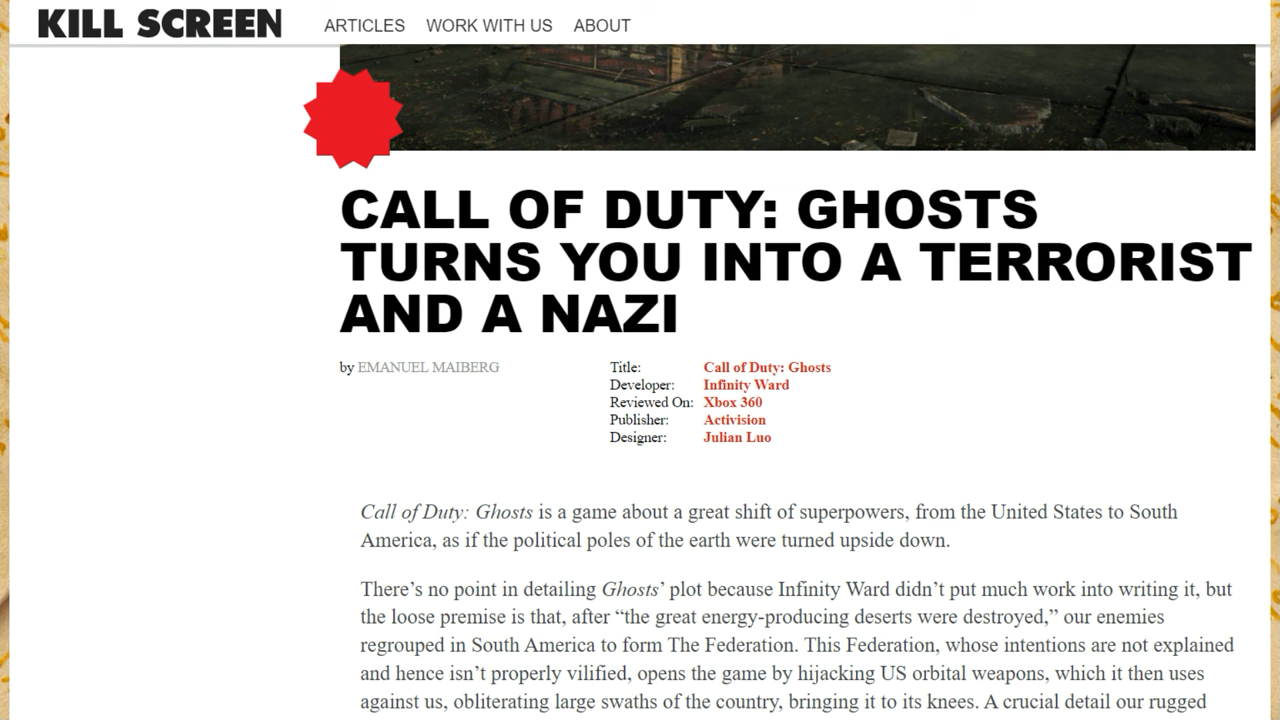 KILL SCREEN ARTICLES WORK WITH US ABOUT
CALL OF DUTY: GHOSTS
TURNS YOU INTO A TERRORIST
AND A NAZI
by EMANUEL MAIBERG
Title: Call of Duty: Ghosts
Developer: Infinity Ward
Reviewed On: Xbox 360
Publisher: Activision
Designer: Julian Luo
Call of Duty: Ghosts is a game about a great shift of superpowers, from the United States to South
America, as if the political poles of the earth were turned upside down.
There’s no point in detailing Ghosts’ plot because Infinity Ward didn’t put much work into writing it, but
the loose premise is that, after “the great energy-producing deserts were destroyed,” our enemies
regrouped in South America to form The Federation. This Federation, whose intentions are not explained
and hence isn’t properly vilified, opens the game by hijacking US orbital weapons, which it then uses
against us, obliterating large swaths of the country, bringing it to its knees. A crucial detail our rugged